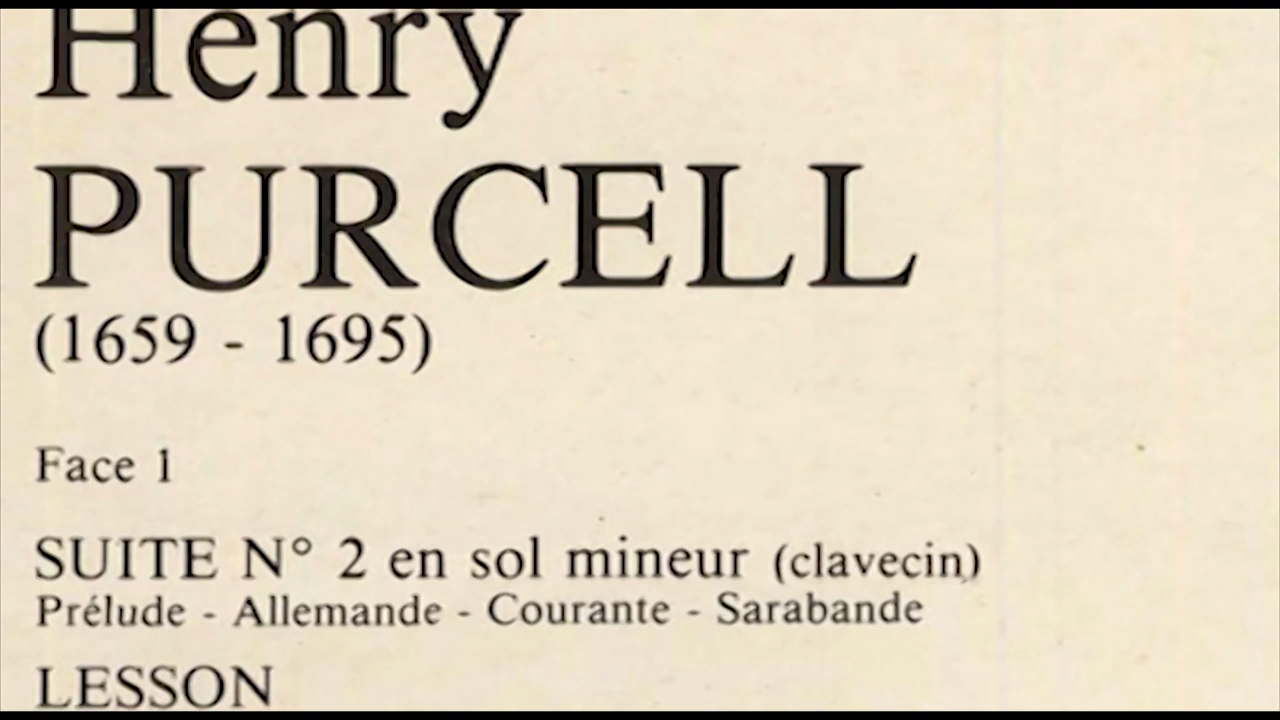 Henry
PURCELL
(1659 - 1695)
Face 1
SUITE N° 2 en sol mineur (clavecin)
Prélude - Allemande - Courante - Sarabande
LESSON